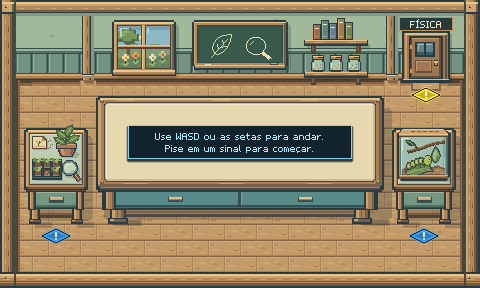 FÍSICA
Use WASD ou as setas para andar.
Pise em um sinal para começar.
!
!
!